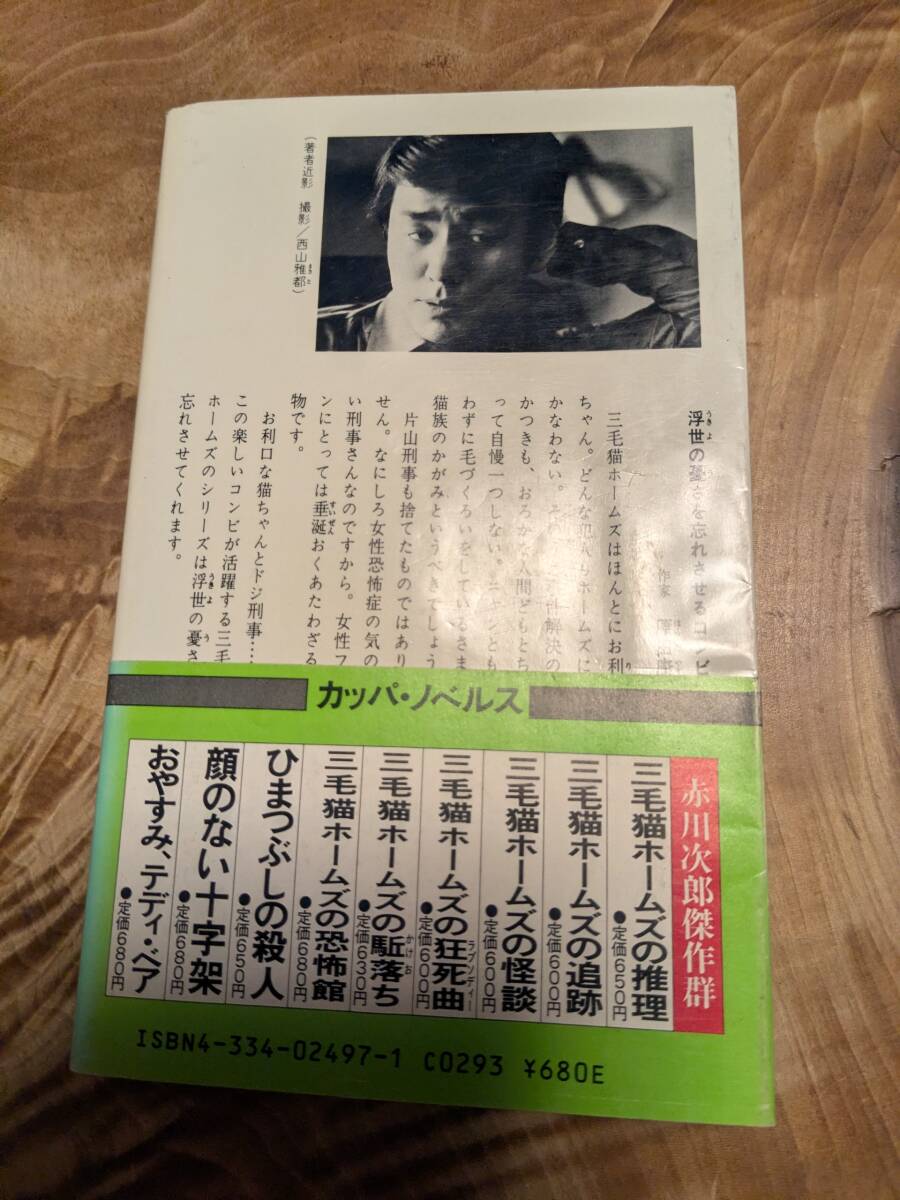 (著者近影 撮影/西山雅都)
浮世の憂さを忘れさせるコンビ
作家
三毛猫ホームズはほんとにお利
ちゃん。どんな犯人もホームズに
かなわない。その 件解決の
かつきも、おろかな人間どもとち
って自慢一つしない。ニャンとも
わずに毛づくろいをしているさま
猫族のかがみというべきでしょう
片山刑事も捨てたものではあり
せん。なにしろ女性恐怖症の気の
い刑事さんなのですから。女性フ
ンにとっては垂涎おくあたわざる
物です。
お利口な猫ちゃんとドジ刑事…
この楽しいコンビが活躍する三毛
ホームズのシリーズは浮世の憂さ
忘れさせてくれます。
カッパ・ノベルス
赤川次郎傑作群
三毛猫ホームズの推理 ●定価650円
三毛猫ホームズの追跡 ●定価600円
三毛猫ホームズの怪談 ●定価600円
三毛猫ホームズの狂死曲 ●定価600円
三毛猫ホームズの駈落ち ●定価630円
三毛猫ホームズの恐怖館 ●定価680円
ひまつぶしの殺人 ●定価650円
顔のない十字架 ●定価680円
おやすみ、テディ・ベア ●定価680円
ISBN4-334-02497-1 C0293 ¥680E